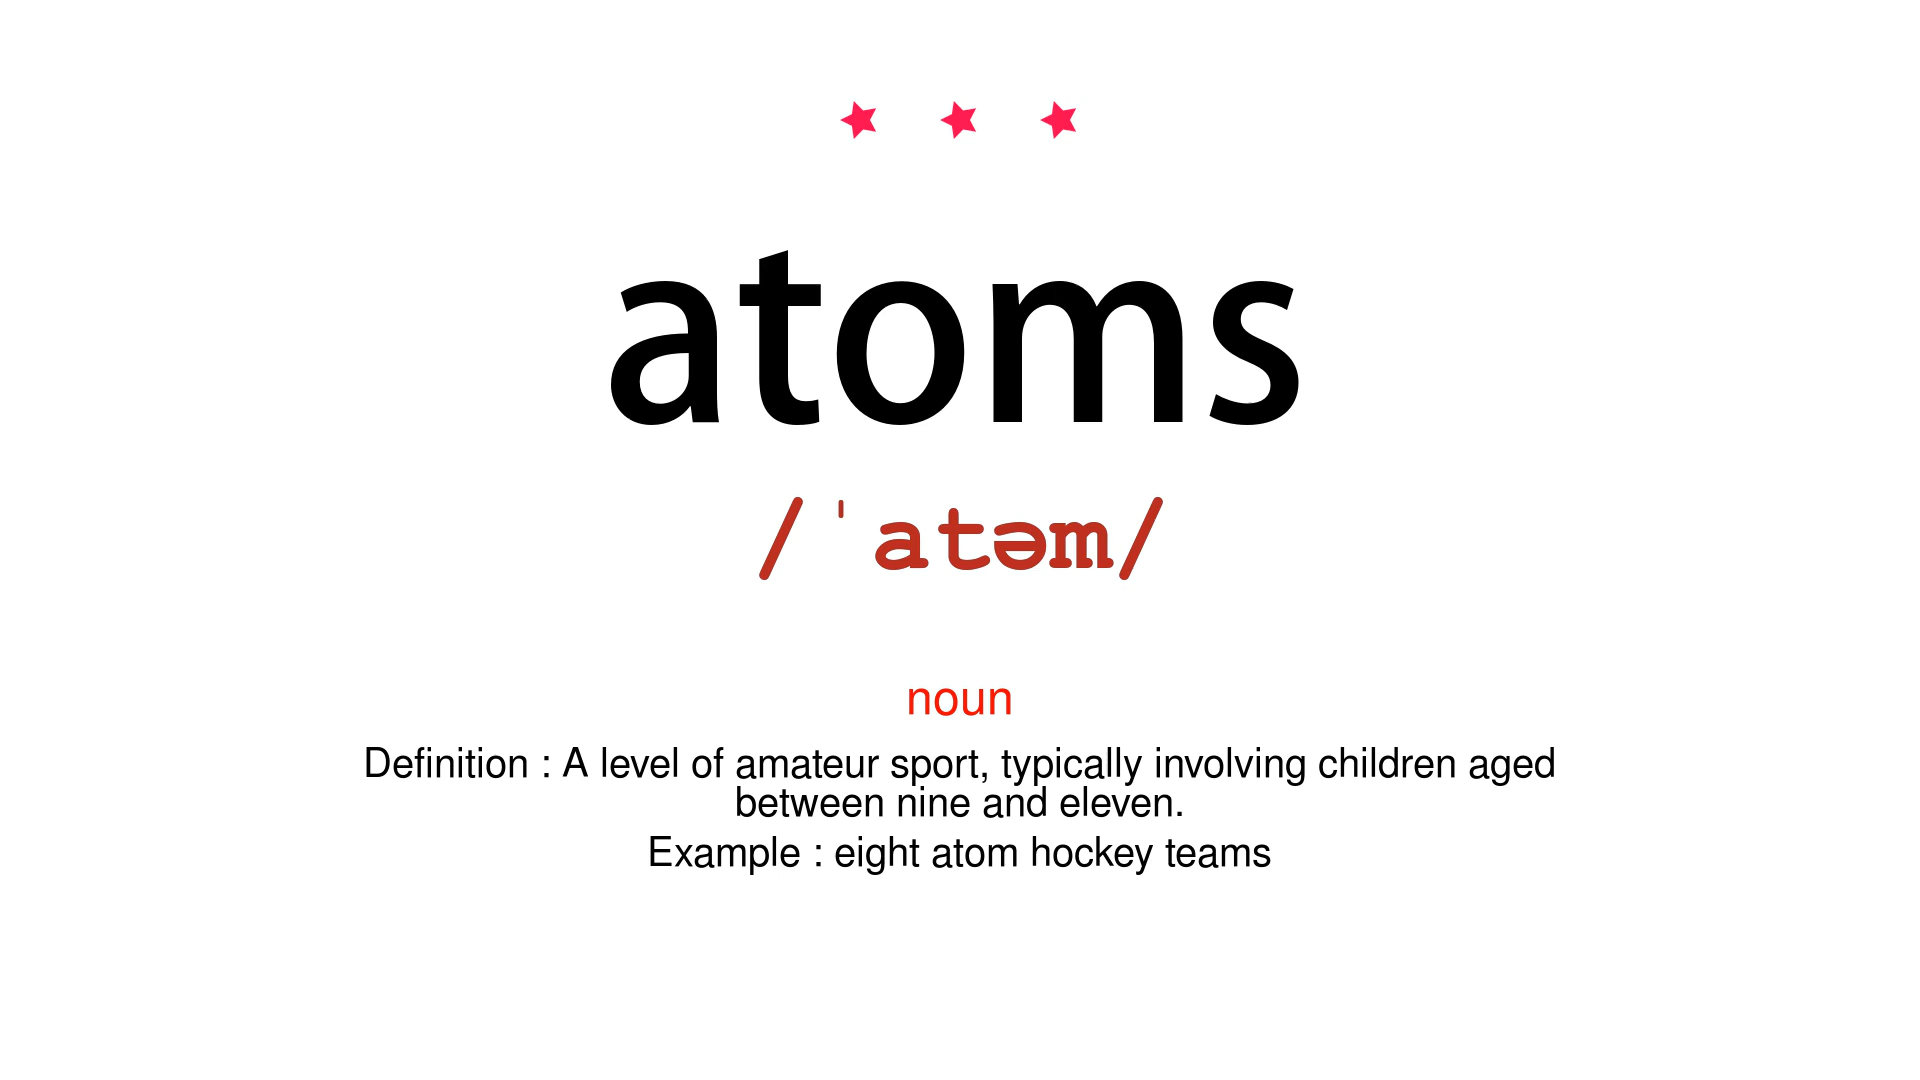 atoms
/ˈatəm/
noun
Definition : A level of amateur sport, typically involving children aged
between nine and eleven.
Example : eight atom hockey teams